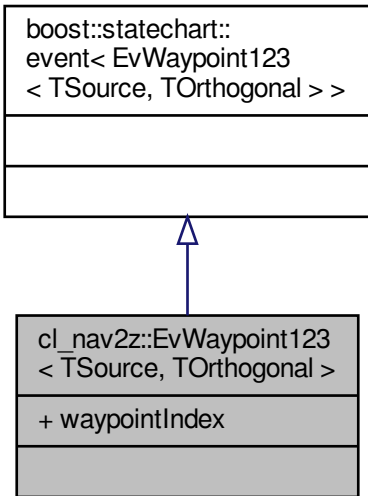 boost::statechart::
event< EvWaypoint123
< TSource, TOrthogonal > >
cl_nav2z::EvWaypoint123
< TSource, TOrthogonal >
+ waypointIndex